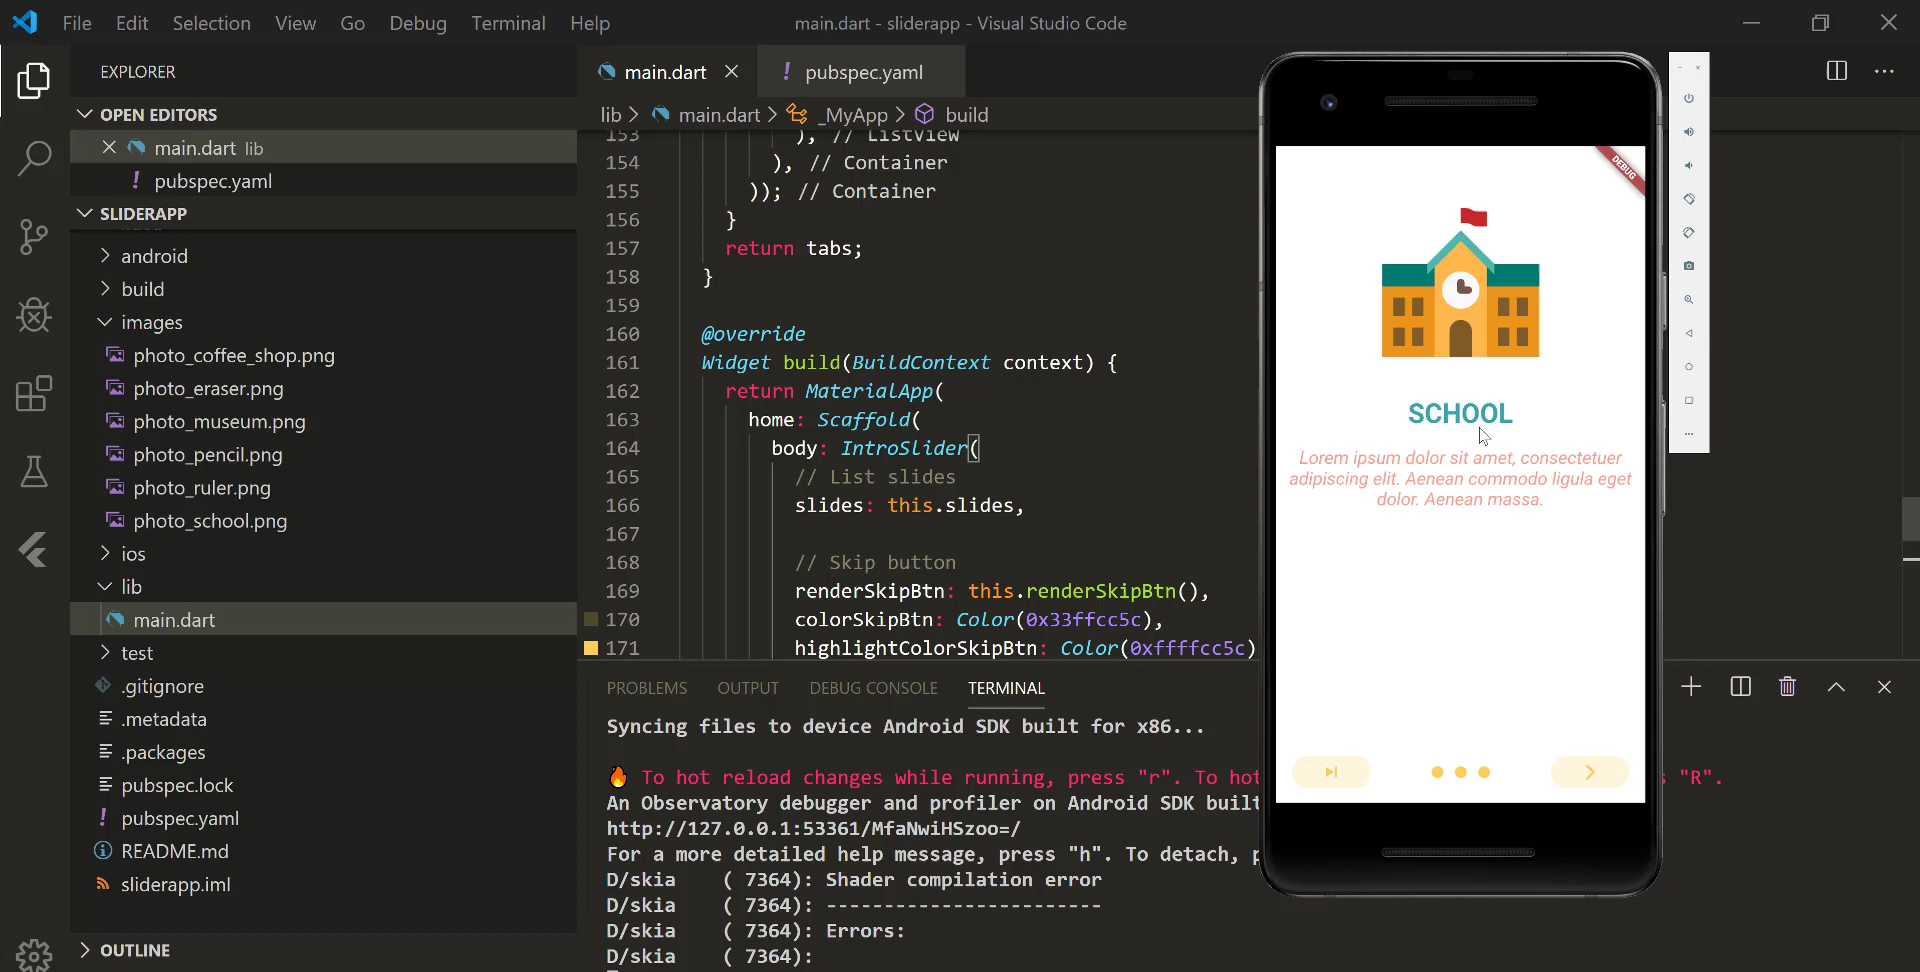 File Edit Selection View Go Debug Terminal Help
main.dart - sliderapp - Visual Studio Code
EXPLORER
OPEN EDITORS
main.dart lib
! pubspec.yaml
SLIDERAPP
android
build
images
photo_coffee_shop.png
photo_eraser.png
photo_museum.png
photo_pencil.png
photo_ruler.png
photo_school.png
ios
lib
main.dart
test
.gitignore
.metadata
.packages
pubspec.lock
! pubspec.yaml
README.md
sliderapp.iml
OUTLINE
main.dart
! pubspec.yaml
lib > main.dart > _MyApp > build
153 ), // ListView
154 ), // Container
155 )); // Container
156 }
157 return tabs;
158 }
159
160 @override
161 Widget build(BuildContext context) {
162 return MaterialApp(
163 home: Scaffold(
164 body: IntroSlider(
165 // List slides
166 slides: this.slides,
167
168 // Skip button
169 renderSkipBtn: this.renderSkipBtn(),
170 colorSkipBtn: Color(0x33ffcc5c),
171 highlightColorSkipBtn: Color(0xffffcc5c)
PROBLEMS OUTPUT DEBUG CONSOLE TERMINAL
Syncing files to device Android SDK built for x86...
To hot reload changes while running, press "r". To hot s "R".
An Observatory debugger and profiler on Android SDK built
http://127.0.0.1:53361/MfaNwiHSzoo=/
For a more detailed help message, press "h". To detach, p
D/skia ( 7364): Shader compilation error
D/skia ( 7364): ------------------------
D/skia ( 7364): Errors:
D/skia ( 7364):
DEBUG
SCHOOL
Lorem ipsum dolor sit amet, consectetuer
adipiscing elit. Aenean commodo ligula eget
dolor. Aenean massa.